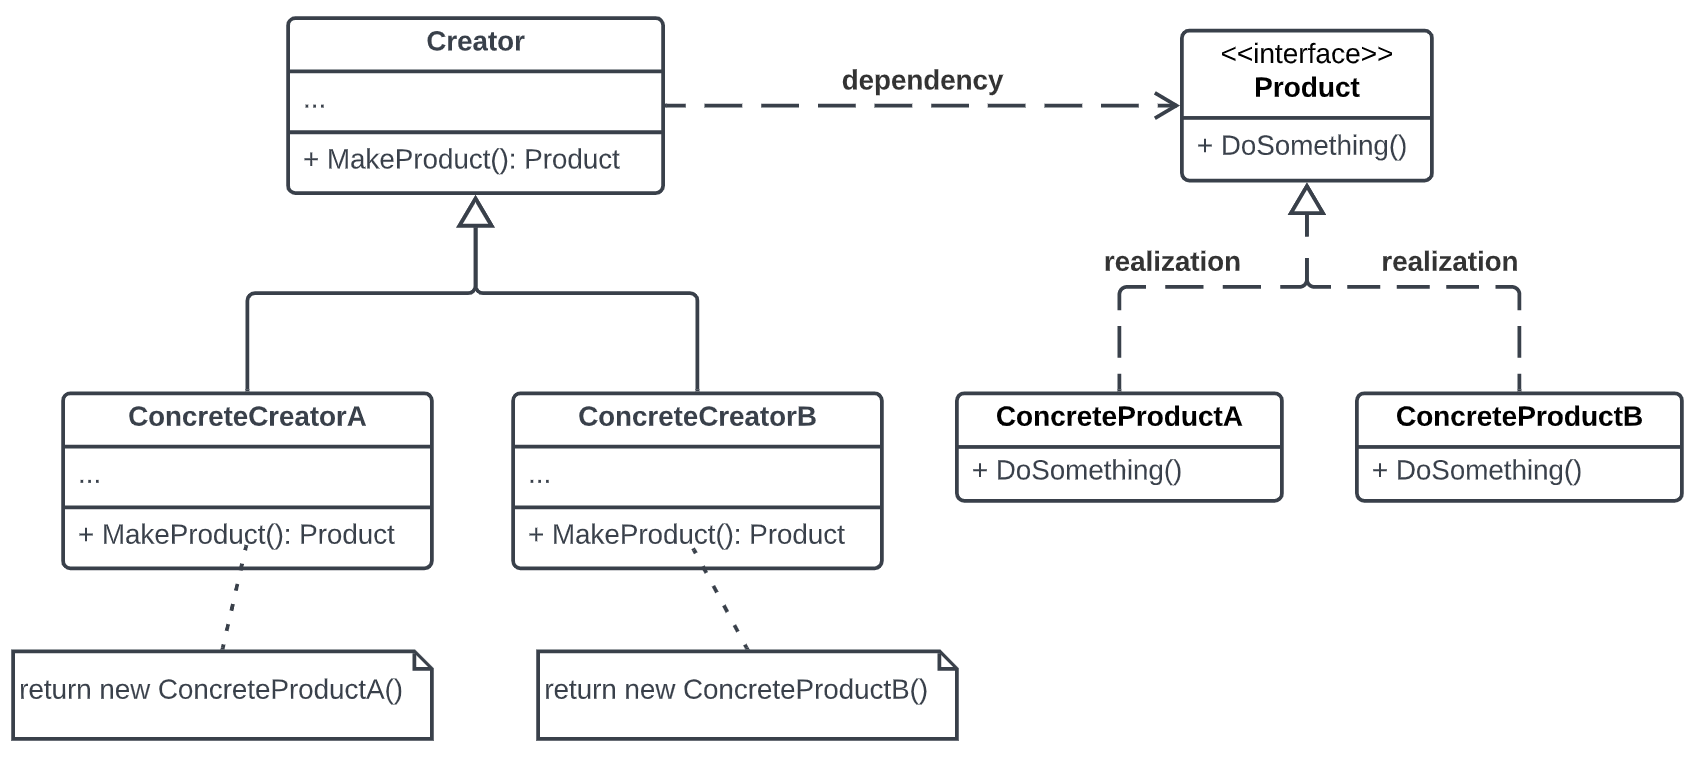 Creator
...
+ MakeProduct(): Product
dependency
<<interface>>
Product
+ DoSomething()
realization
realization
ConcreteCreatorA
...
+ MakeProduct(): Product
ConcreteCreatorB
...
+ MakeProduct(): Product
ConcreteProductA
+ DoSomething()
ConcreteProductB
+ DoSomething()
return new ConcreteProductA()
return new ConcreteProductB()